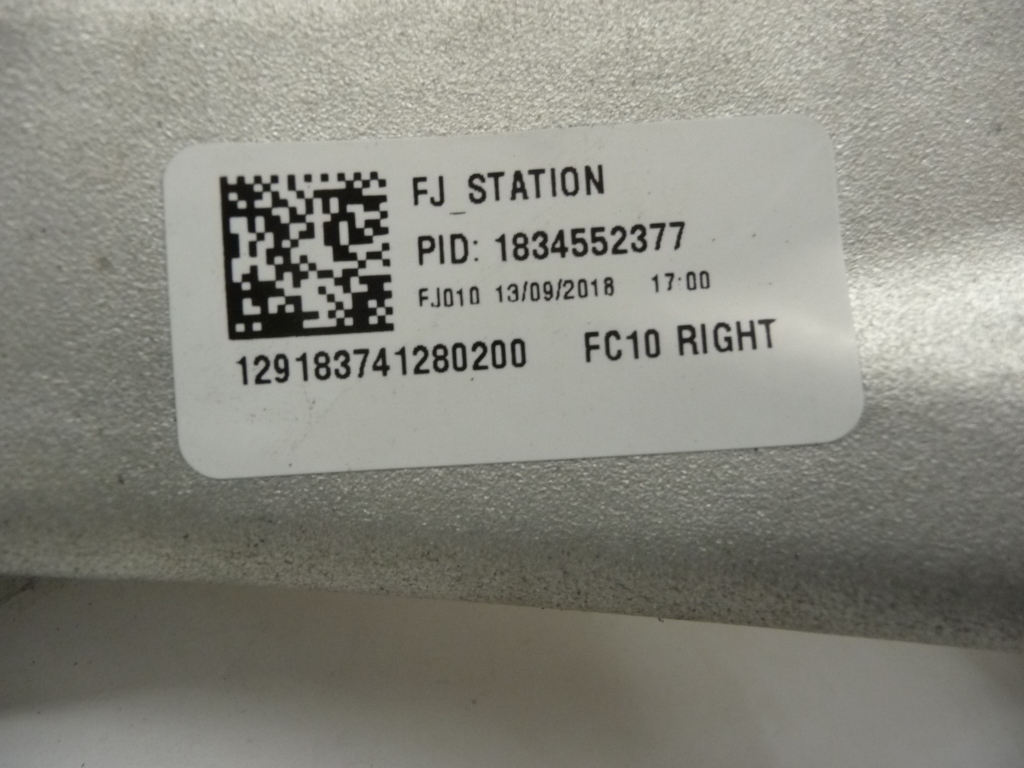 FJ_STATION
PID: 1834552377
FJ010 13/09/2018 17:00
129183741280200 FC10 RIGHT